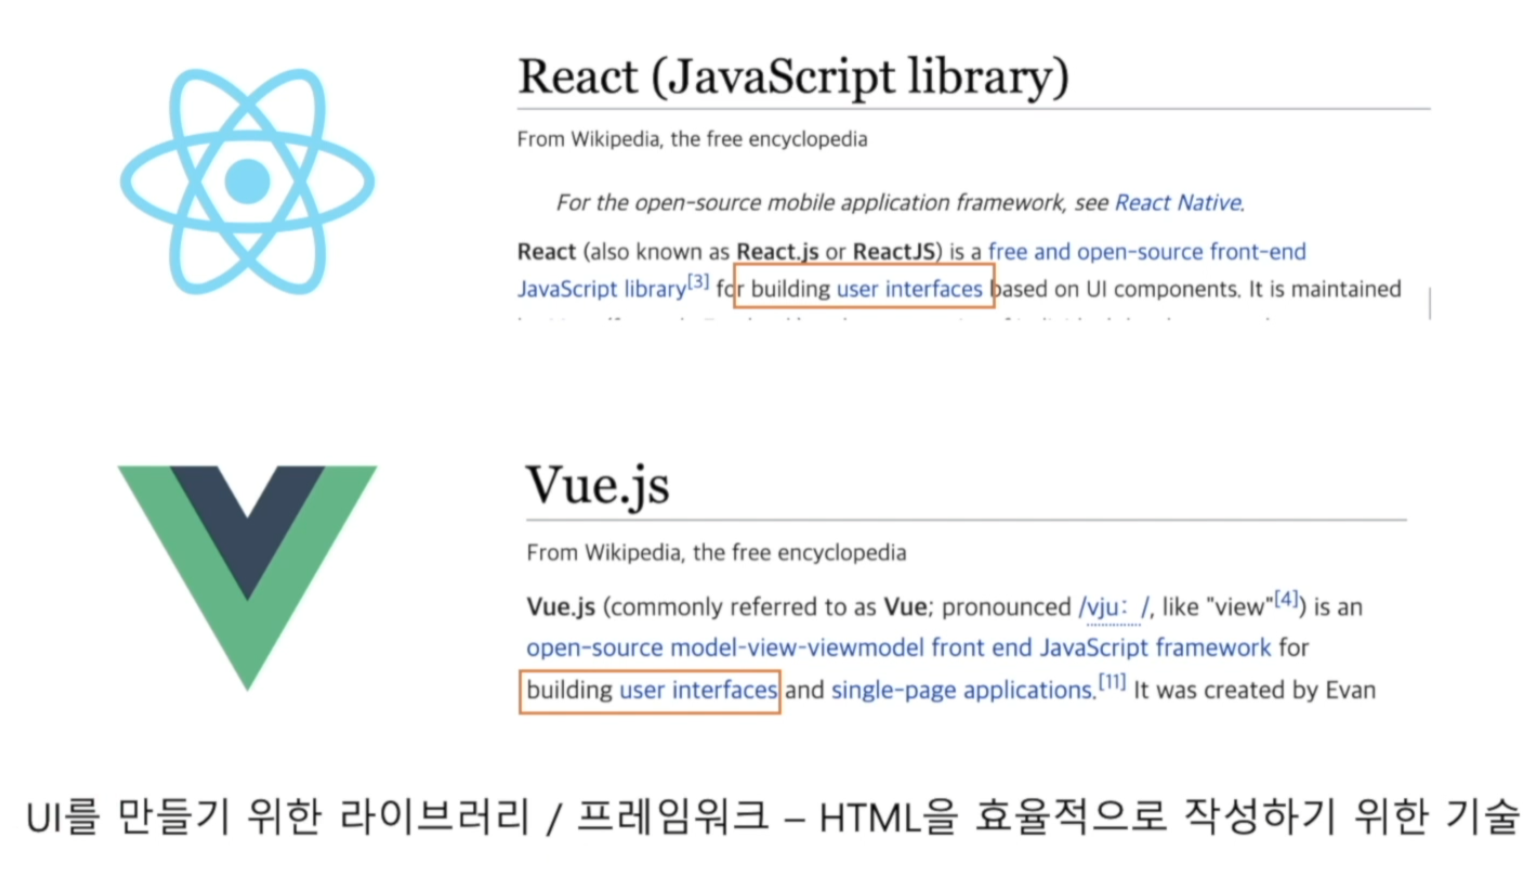 React (JavaScript library)
From Wikipedia, the free encyclopedia
For the open-source mobile application framework, see React Native.
React (also known as React.js or ReactJS) is a free and open-source front-end
JavaScript library[3] for building user interfaces based on UI components. It is maintained
Vue.js
From Wikipedia, the free encyclopedia
Vue.js (commonly referred to as Vue; pronounced /vjuː/, like "view"[4]) is an
open-source model-view-viewmodel front end JavaScript framework for
building user interfaces and single-page applications.[11] It was created by Evan
UI를 만들기 위한 라이브러리 / 프레임워크 – HTML을 효율적으로 작성하기 위한 기술